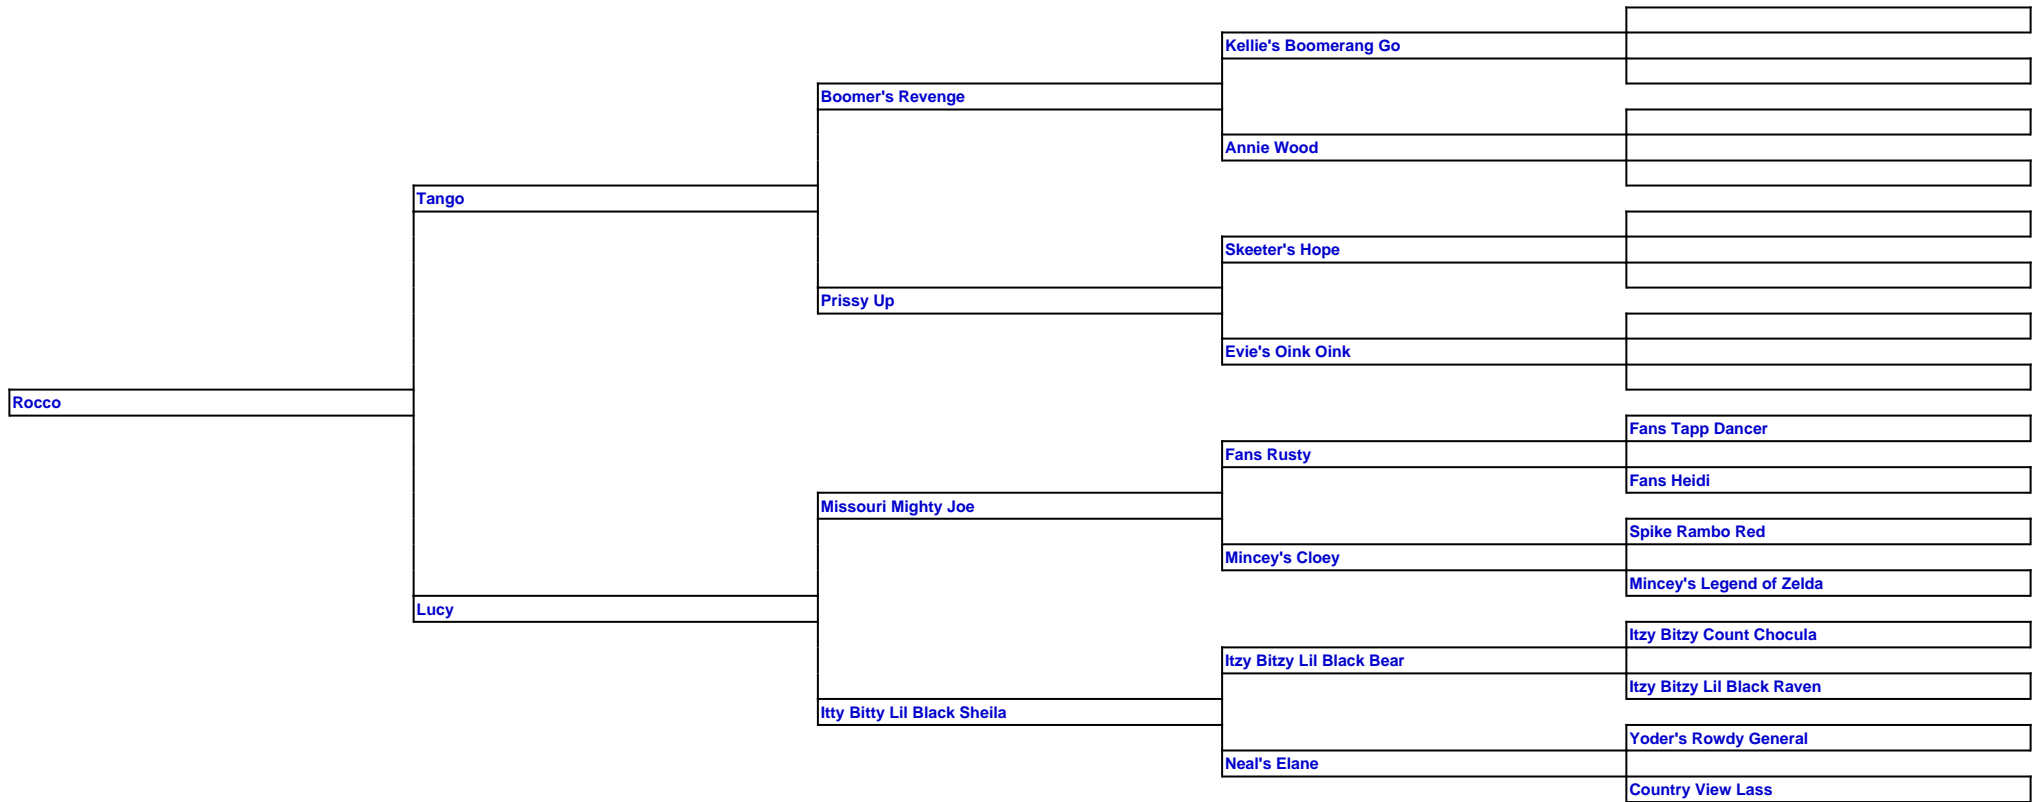 Kellie's Boomerang Go
Boomer's Revenge
Annie Wood
Tango
Skeeter's Hope
Prissy Up
Evie's Oink Oink
Rocco
Fans Tapp Dancer
Fans Rusty
Fans Heidi
Missouri Mighty Joe
Spike Rambo Red
Mincey's Cloey
Mincey's Legend of Zelda
Lucy
Itzy Bitzy Count Chocula
Itzy Bitzy Lil Black Bear
Itzy Bitzy Lil Black Raven
Itty Bitty Lil Black Sheila
Yoder's Rowdy General
Neal's Elane
Country View Lass